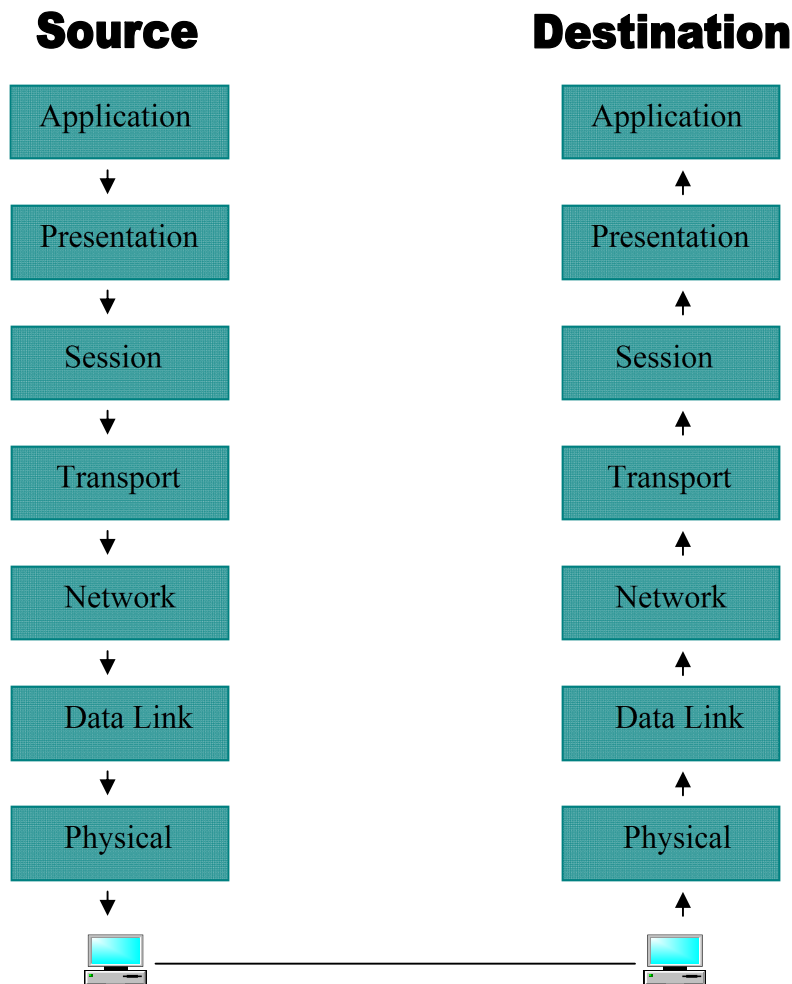 Source
Destination
Application
Application
Presentation
Presentation
Session
Session
Transport
Transport
Network
Network
Data Link
Data Link
Physical
Physical